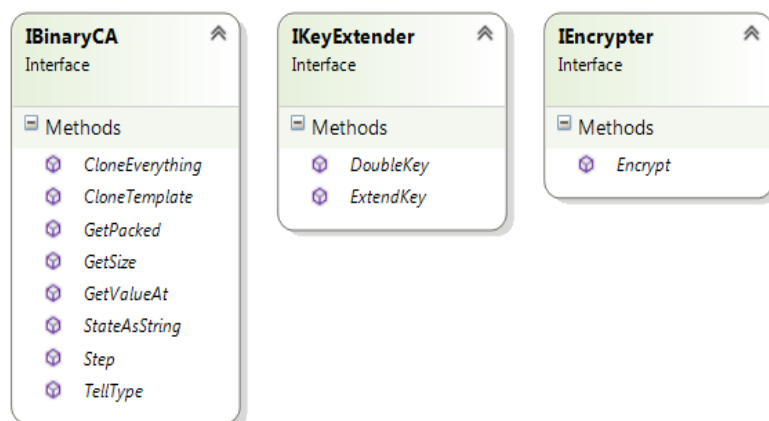 IBinaryCA
Interface
Methods
CloneEverything
CloneTemplate
GetPacked
GetSize
GetValueAt
StateAsString
Step
TellType
IKeyExtender
Interface
Methods
DoubleKey
ExtendKey
IEncrypter
Interface
Methods
Encrypt